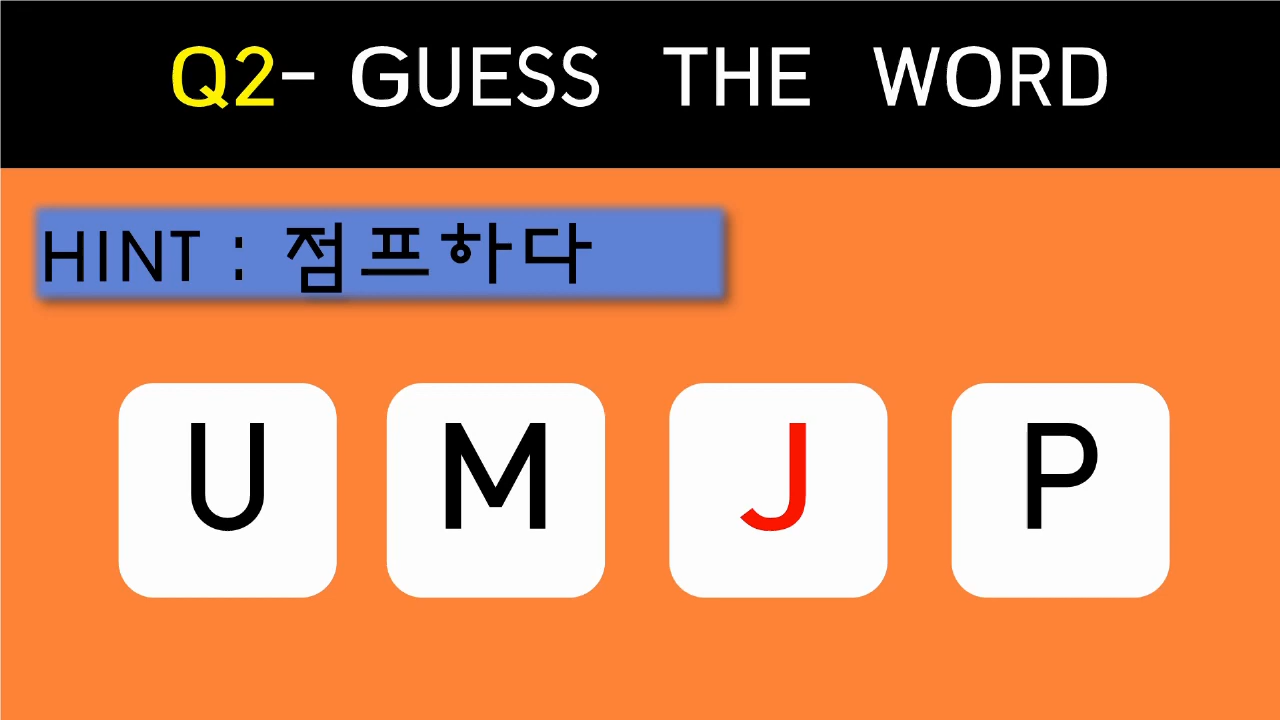 Q2- GUESS THE WORD
HINT : 점프하다
U M J P